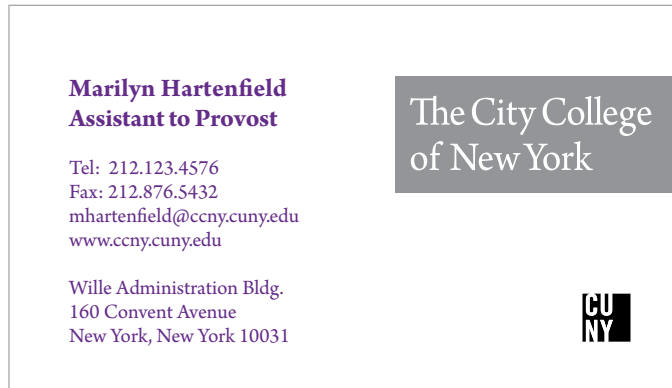 Marilyn Hartenfield
Assistant to Provost
Tel: 212.123.4576
Fax: 212.876.5432
mhartenfield@ccny.cuny.edu
www.ccny.cuny.edu
Wille Administration Bldg.
160 Convent Avenue
New York, New York 10031
The City College
of New York
CU
NY